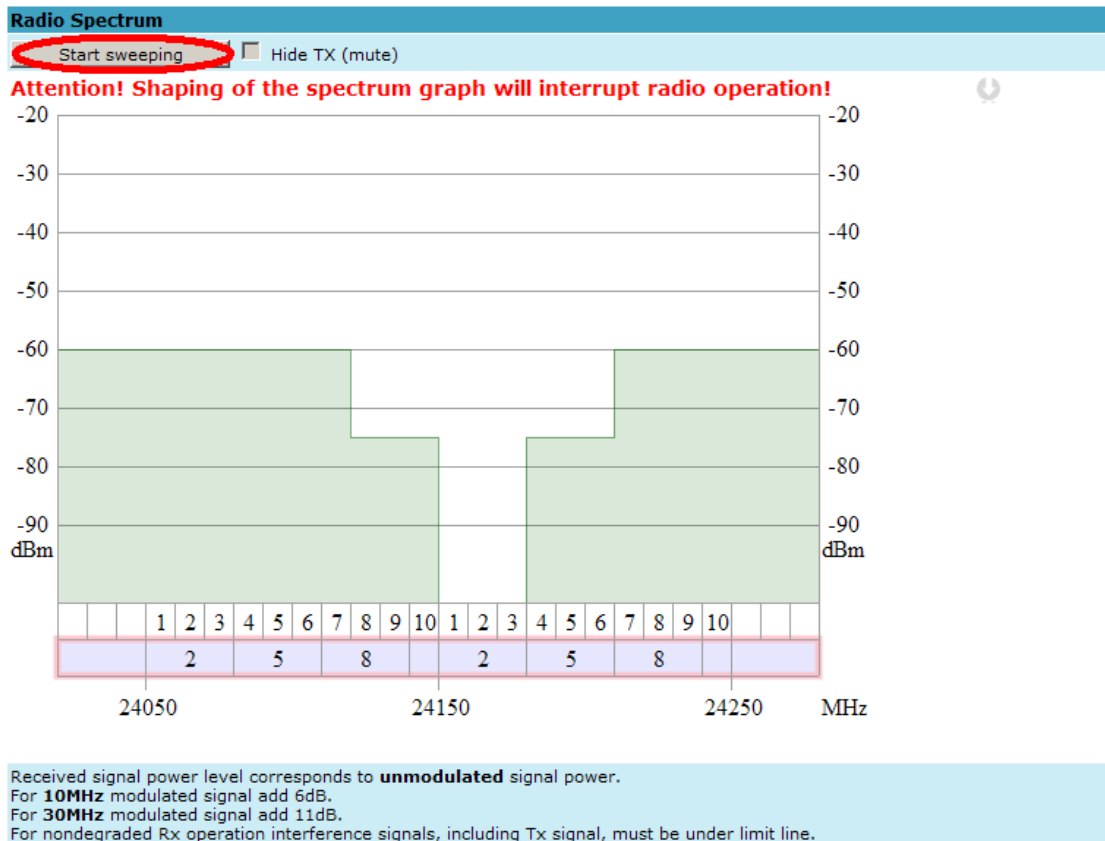 Radio Spectrum
Start sweeping Hide TX (mute)
Attention! Shaping of the spectrum graph will interrupt radio operation!
-20 -20
-30 -30
-40 -40
-50 -50
-60 -60
-70 -70
-80 -80
-90 -90
dBm dBm
1 2 3 4 5 6 7 8 9 10 1 2 3 4 5 6 7 8 9 10
2 5 8 2 5 8
24050 24150 24250 MHz
Received signal power level corresponds to unmodulated signal power.
For 10MHz modulated signal add 6dB.
For 30MHz modulated signal add 11dB.
For nondegraded Rx operation interference signals, including Tx signal, must be under limit line.